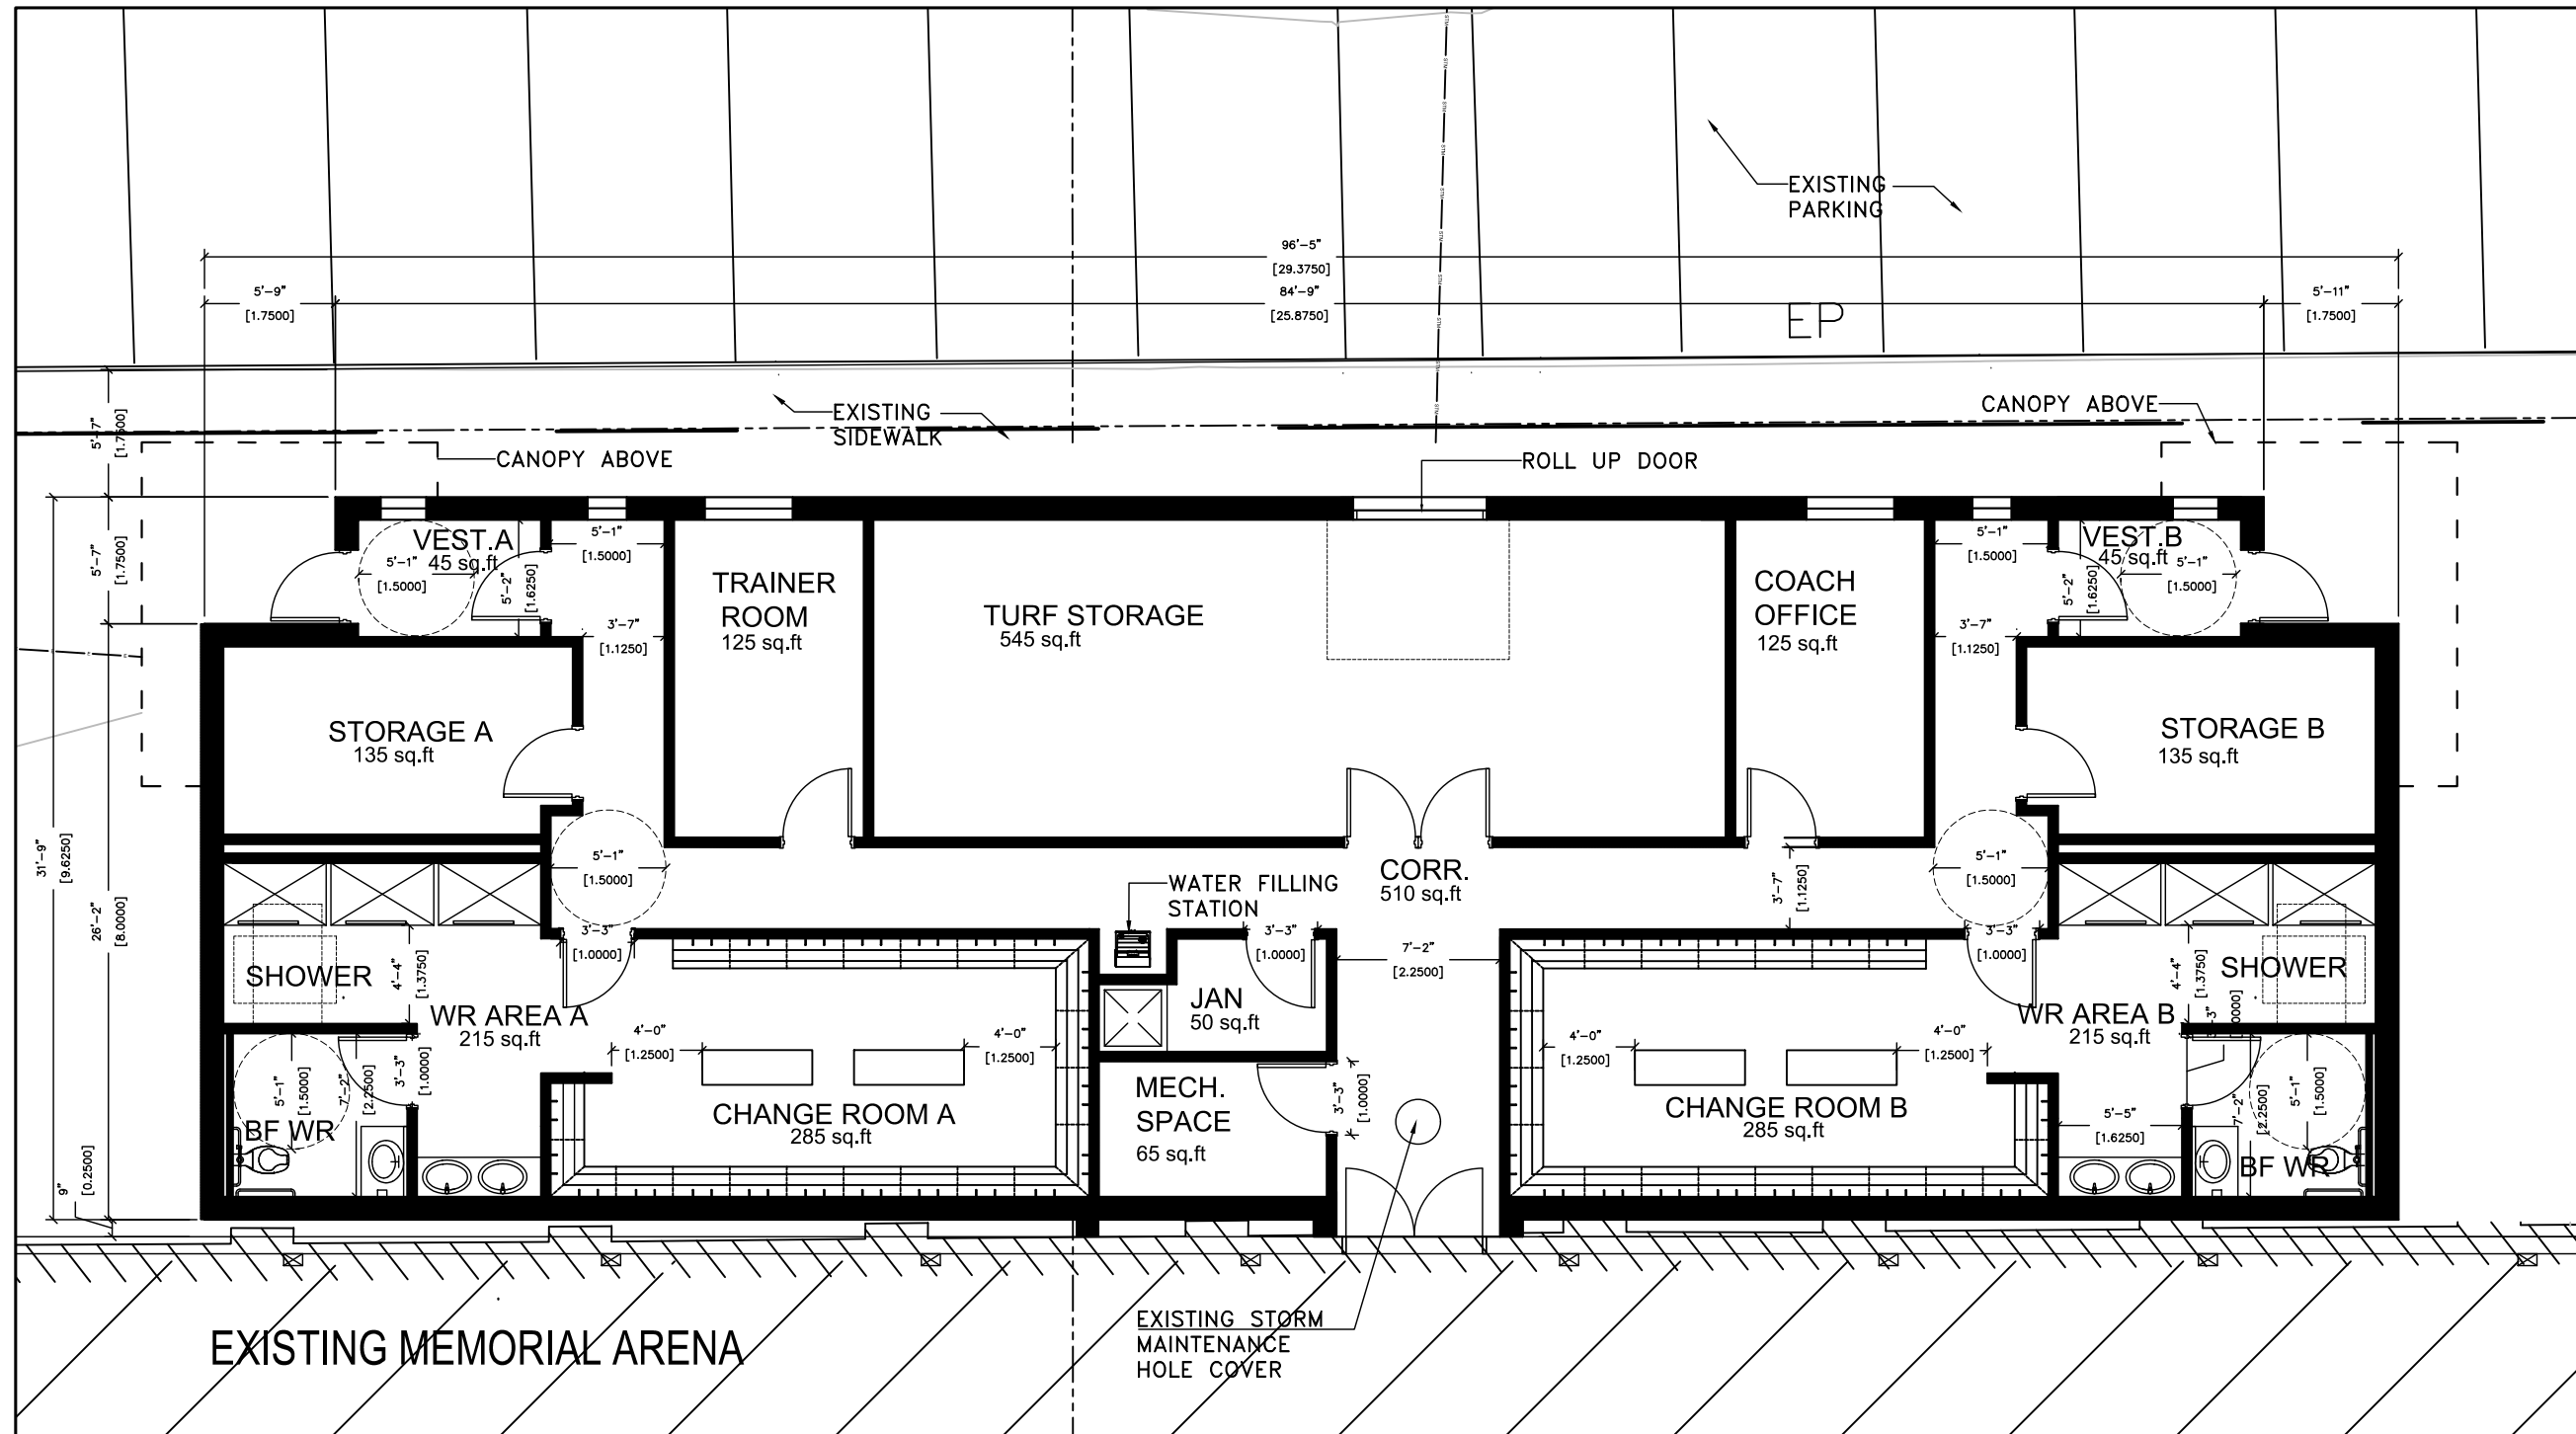 EXISTING
PARKING
96'-5"
[29.3750]
5'-9"
[1.7500]
84'-9"
[25.8750]
EP
5'-11"
[1.7500]
5'-7"
[1.7500]
EXISTING
SIDEWALK
CANOPY ABOVE
CANOPY ABOVE
ROLL UP DOOR
5'-7"
[1.7500]
VEST.A
45 sq.ft
5'-1"
[1.5000]
5'-2"
[1.6250]
5'-1"
[1.5000]
3'-7"
[1.1250]
TRAINER
ROOM
125 sq.ft
TURF STORAGE
545 sq.ft
COACH
OFFICE
125 sq.ft
5'-1"
[1.5000]
3'-7"
[1.1250]
VEST.B
45 sq.ft
5'-1"
[1.5000]
5'-2"
[1.6250]
STORAGE A
135 sq.ft
STORAGE B
135 sq.ft
31'-9"
[9.6250]
26'-2"
[8.0000]
5'-1"
[1.5000]
WATER FILLING
STATION
CORR.
510 sq.ft
3'-7"
[1.1250]
5'-1"
[1.5000]
3'-3"
[1.0000]
3'-3"
[1.0000]
7'-2"
[2.2500]
3'-3"
[1.0000]
SHOWER
4'-4"
[1.3750]
WR AREA A
215 sq.ft
4'-0"
[1.2500]
4'-0"
[1.2500]
JAN
50 sq.ft
4'-0"
[1.2500]
4'-0"
[1.2500]
WR AREA B
215 sq.ft
4'-4"
[1.3750]
SHOWER
5'-1"
[1.5000]
7'-2"
[2.2500]
3'-3"
[1.0000]
BF WR
CHANGE ROOM A
285 sq.ft
MECH.
SPACE
65 sq.ft
3'-3"
[1.0000]
CHANGE ROOM B
285 sq.ft
5'-5"
[1.6250]
7'-2"
[2.2500]
5'-1"
[1.5000]
BF WR
9"
[0.2500]
EXISTING MEMORIAL ARENA
EXISTING STORM
MAINTENANCE
HOLE COVER